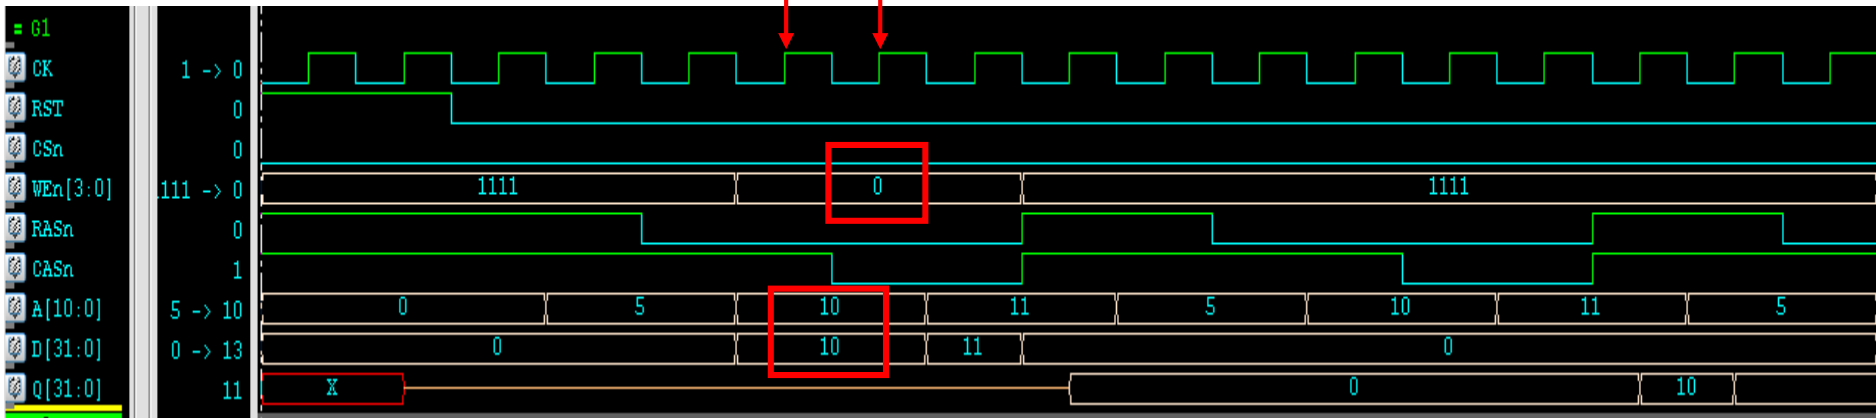 = G1
CK 1 -> 0
RST 0
CSn 0
WEn[3:0] 111 -> 0 1111 0 1111
RASn 0
CASn 1
A[10:0] 5 -> 10 0 5 10 11 5 10 11 5
D[31:0] 0 -> 13 0 10 11 0
Q[31:0] 11 X 0 10